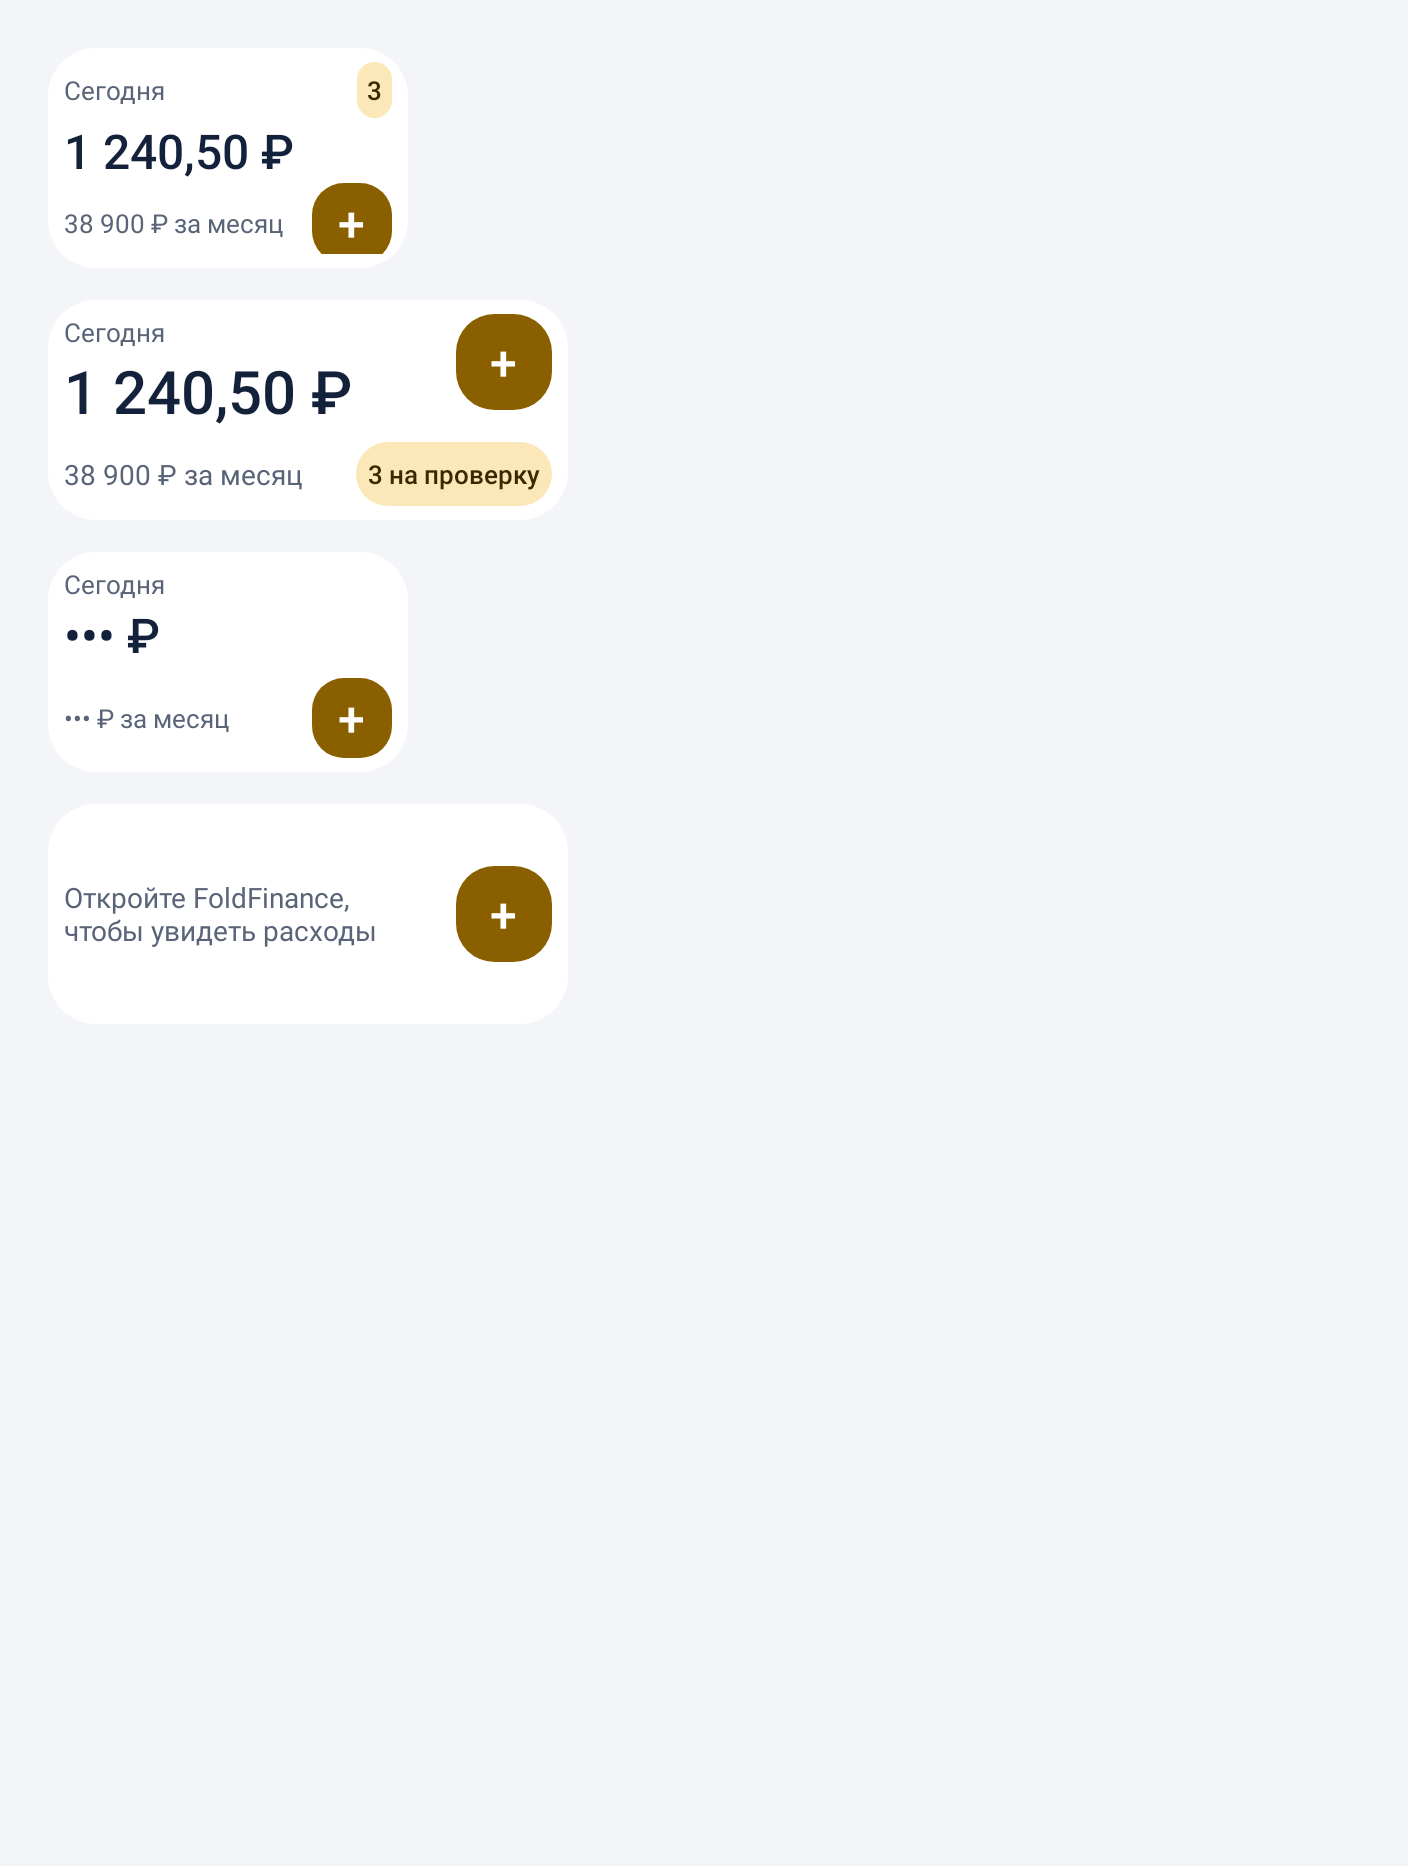 Сегодня
3
1 240,50 ₽
38 900 ₽ за месяц
+
Сегодня
+
1 240,50 ₽
38 900 ₽ за месяц
3 на проверку
Сегодня
••• ₽
••• ₽ за месяц
+
Откройте FoldFinance,
чтобы увидеть расходы
+